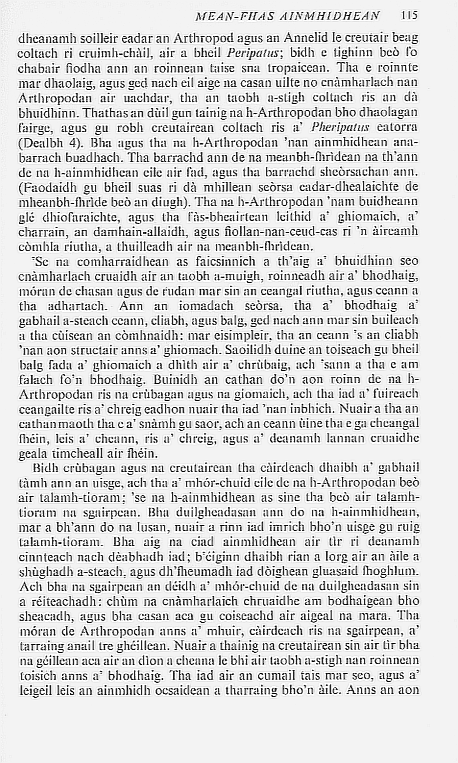 MEAN-FHAS AINMHIDHEAN 115
dheanamh soilleir eadar an Arthropod agus an Annelid le creutair beag
coltach ri cruimh-chàil, air a bheil Peripatus; bidh e tighinn beò fo
chabair fiodha ann an roinnean taise sna tropaicean. Tha e roinnte
mar dhaolaig, agus ged nach eil aige na casan uilte no cnàmharlach nan
Arthropodan air uachdar, tha an taobh a-stigh coltach ris an dà
bhuidhinn. Thathas an dùil gun tainig na h-Arthropodan bho dhaolagan
fairge, agus gu robh creutairean coltach ris a' Pheripatus eatorra
(Dealbh 4). Bha agus tha na h-Arthropodan 'nan ainmhidhean ana-
barrach buadhach. Tha barrachd ann de na meanbh-fhrìdean na th'ann
de na h-ainmhidhean eile air fad, agus tha barrachd sheòrsachan ann.
(Faodaidh gu bheil suas ri dà mhillean seòrsa eadar-dhealaichte de
mheanbh-fhrìde beò an diugh). Tha na h-Arthropodan 'nam buidheann
glé dhiofaraichte, agus tha fàs-bheairtean leithid a' ghiomaich, a'
charrain, an damhain-allaidh, agus fiollan-nan-ceud-cas ri 'n àireamh
còmhla riutha, a thuilleadh air na meanbh-fhrìdean.
'Se na comharraidhean as faicsinnich a th'aig a' bhuidhinn seo
cnàmharlach cruaidh air an taobh a-muigh, roinneadh air a' bhodhaig,
móran de chasan agus de rudan mar sin an ceangal riutha, agus ceann a
tha adhartach. Ann an iomadach seòrsa, tha a' bhodhaig a'
gabhail a-steach ceann, cliabh, agus balg, ged nach ann mar sin buileach
a tha cùisean an còmhnaidh: mar eisimpleir, tha an ceann 's an cliabh
'nan aon structair anns a' ghiomach. Saoilidh duine an toiseach gu bheil
balg fada a' ghiomaich a dhìth air a' chrùbaig, ach 'sann a tha e am
falach fo'n bhodhaig. Buinidh an cathan do'n aon roinn de na h-
Arthropodan ris na crùbagan agus na giomaich, ach tha iad a' fuireach
ceangailte ris a' chreig eadhon nuair tha iad 'nan inbhich. Nuair a tha an
cathan maoth tha e a' snàmh gu saor, ach an ceann ùine tha e ga cheangal
fhéin, leis a' cheann, ris a' chreig, agus a' deanamh lannan cruaidhe
geala timcheall air fhéin.
Bidh crùbagan agus na creutairean tha càirdeach dhaibh a' gabhail
tàmh ann an uisge, ach tha a' mhór-chuid eile de na h-Arthropodan beò
air talamh-tioram; 'se na h-ainmhidhean as sine tha beò air talamh-
tioram na sgairpean. Bha duilgheadasan ann do na h-ainmhidhean,
mar a bh'ann do na lusan, nuair a rinn iad imrich bho'n uisge gu ruig
talamh-tioram. Bha aig na ciad ainmhidhean air tìr ri deanamh
cinnteach nach dèabhadh iad; b'éiginn dhaibh rian a lorg air an àile a
shùghadh a-steach, agus dh'fheumadh iad dòighean gluasaid fhoghlum.
Ach bha na sgairpean an déidh a' mhór-chuid de na duilgheadasan sin
a réiteachadh: chùm na cnàmharlaich chruaidhe am bodhaigean bho
sheacadh, agus bha casan aca gu coiseachd air aigeal na mara. Tha
móran de Arthropodan anns a' mhuir, càirdeach ris na sgairpean, a'
tarraing anail tre ghéillean. Nuair a thainig na creutairean sin air tìr bha
na géillean aca air an dìon a cheana le bhi air taobh a-stigh nan roinnean
toisich anns a' bhodhaig. Tha iad air an cumail tais mar seo, agus a'
leigeil leis an ainmhidh ocsaidean a tharraing bho'n àile. Anns an aon